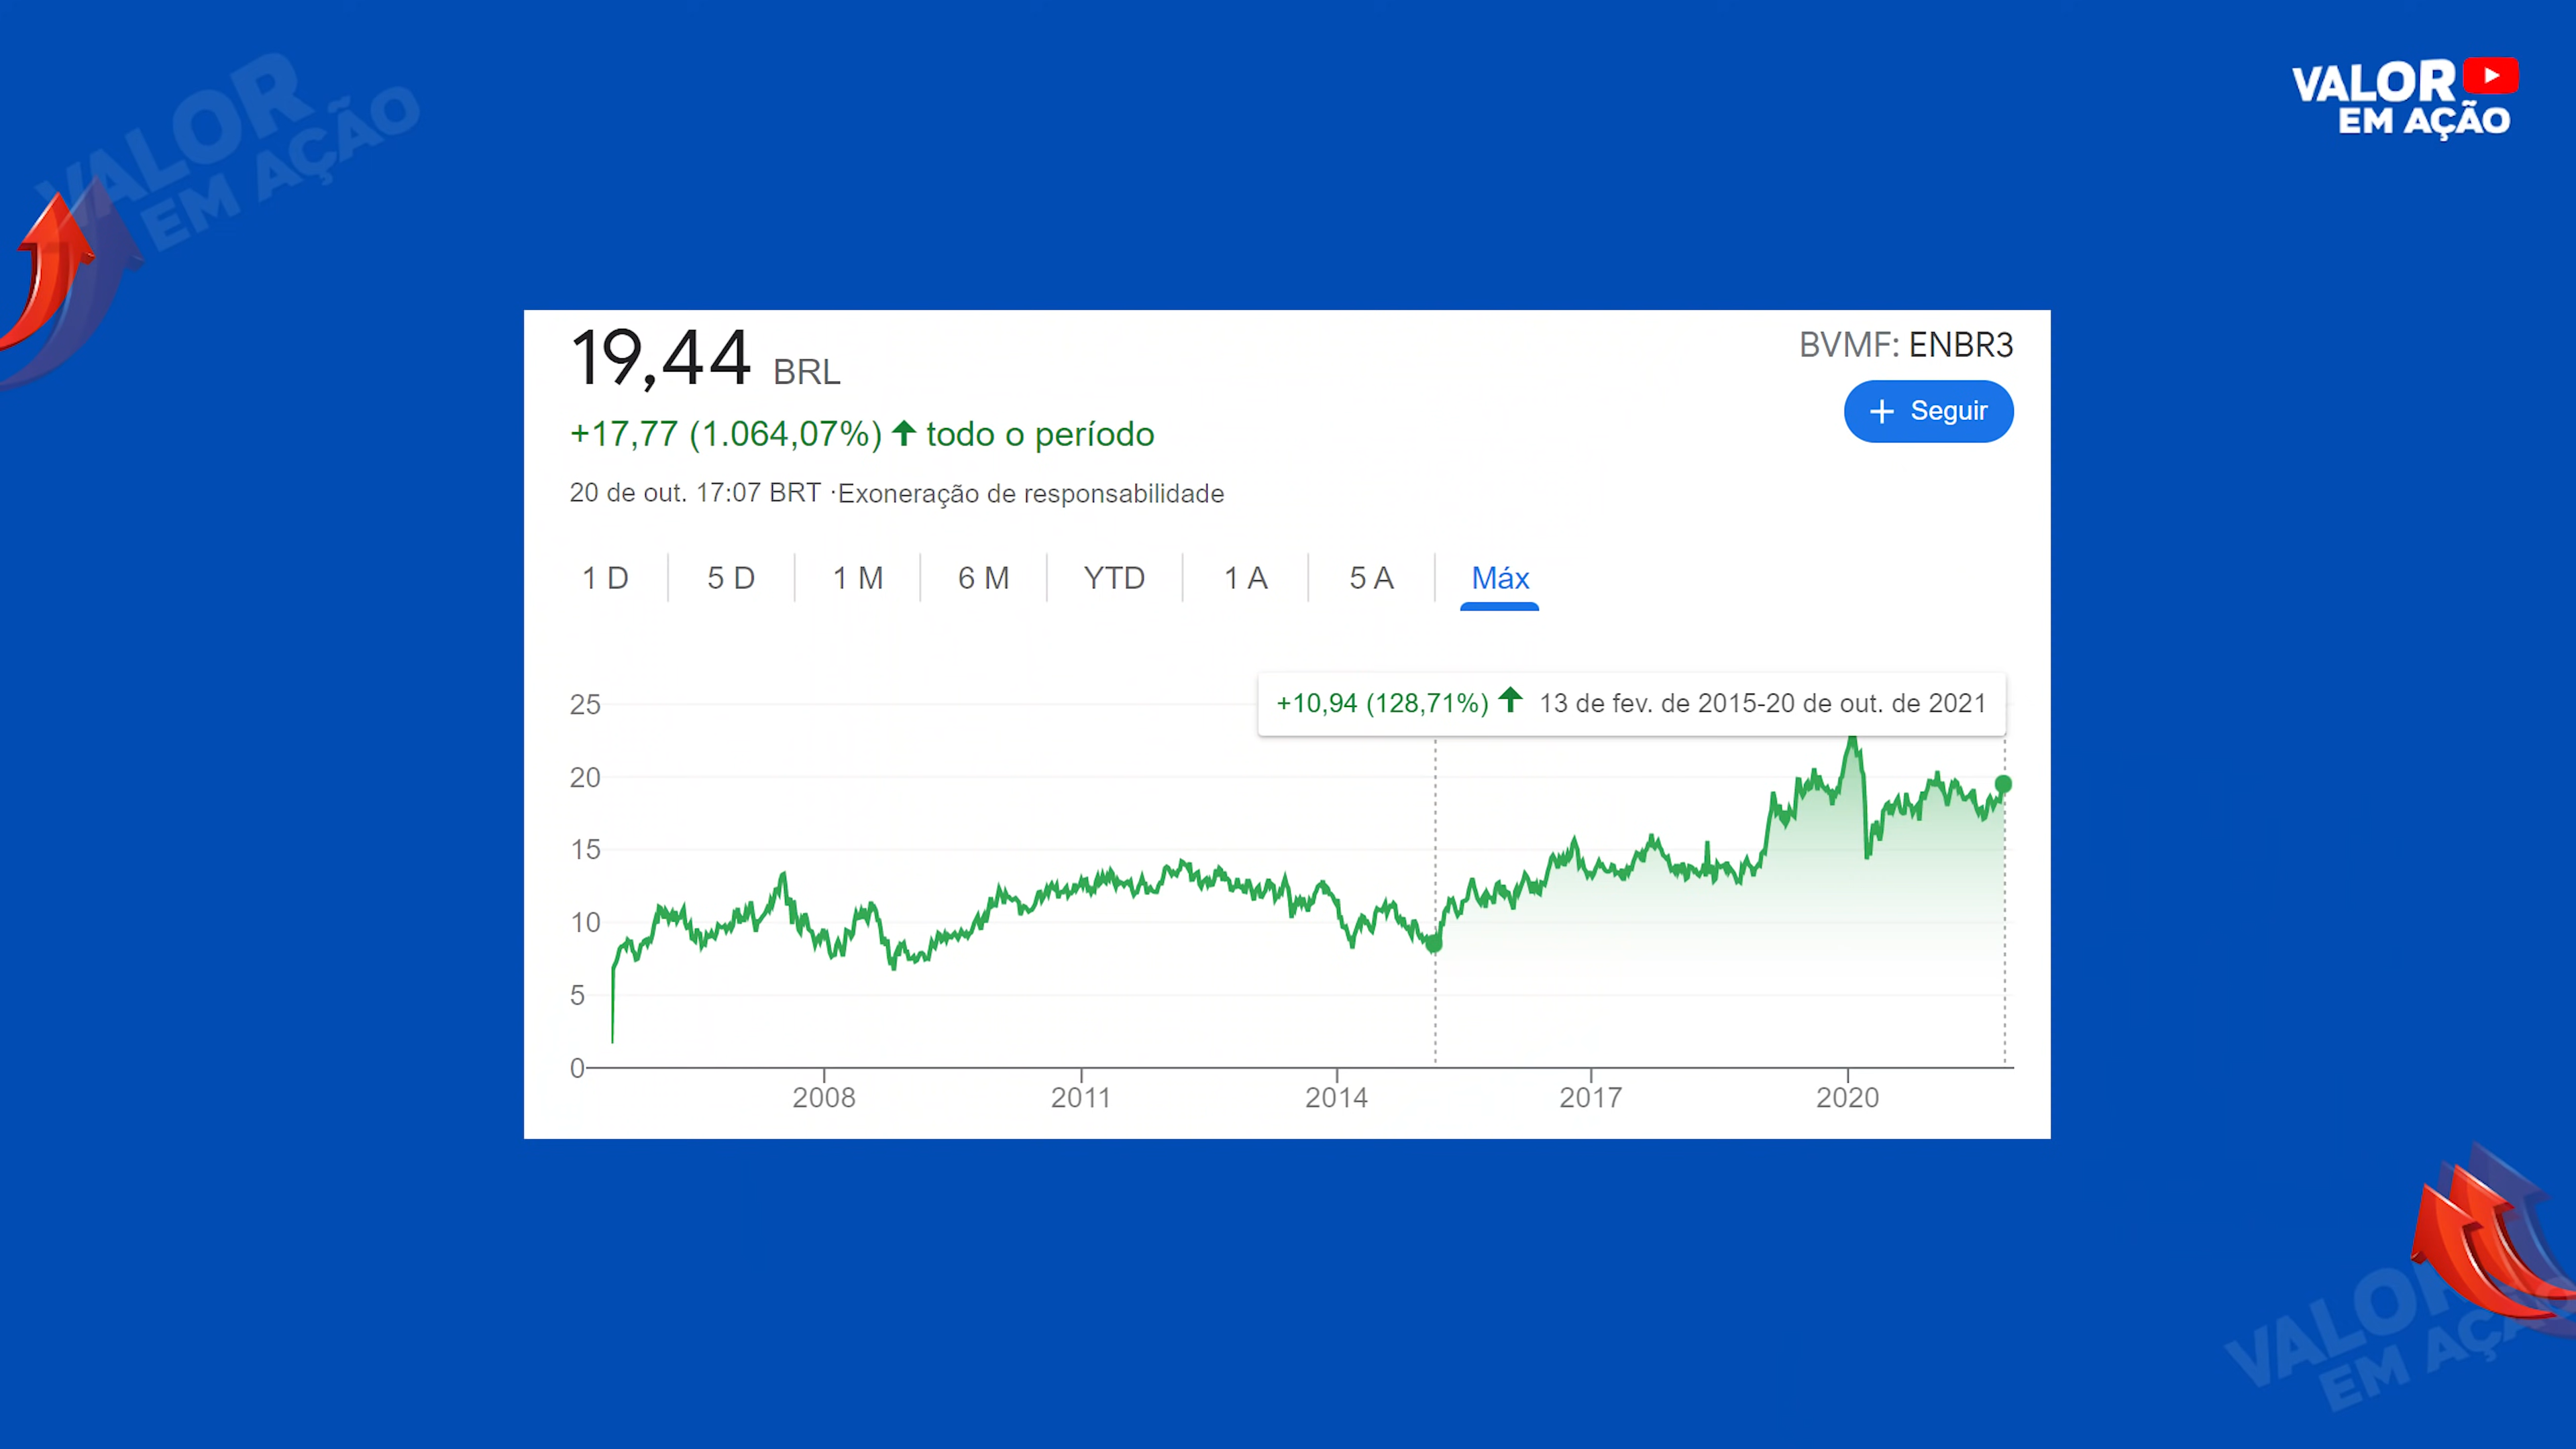 VALOR
EM AÇÃO
VALOR
EM AÇÃO
19,44 BRL
BVMF: ENBR3
+17,77 (1.064,07%) ↑ todo o período
+ Seguir
20 de out. 17:07 BRT ·Exoneração de responsabilidade
1 D 5 D 1 M 6 M YTD 1 A 5 A Máx
+10,94 (128,71%) ↑ 13 de fev. de 2015-20 de out. de 2021
25
20
15
10
5
0
2008 2011 2014 2017 2020
VALOR
EM AÇÃO